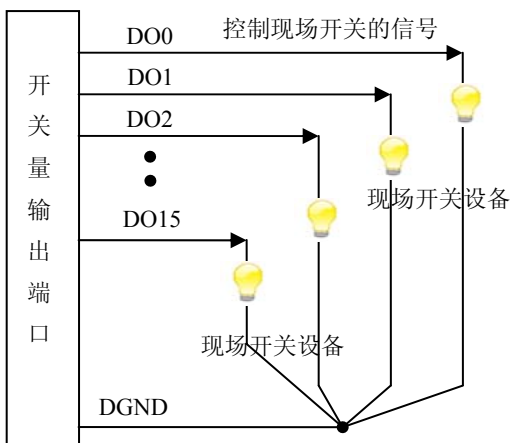 DO0
控制现场开关的信号
DO1
DO2
现场开关设备
DO15
现场开关设备
DGND
开
关
量
输
出
端
口